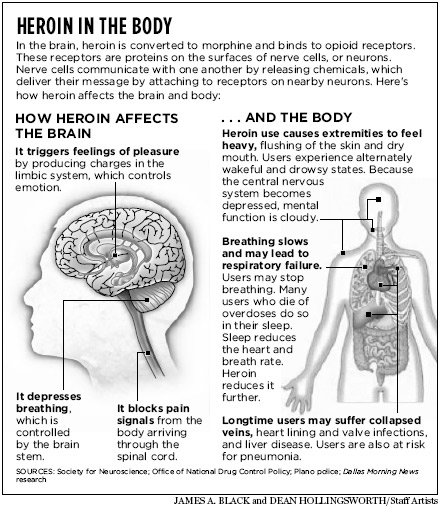 HEROIN IN THE BODY
In the brain, heroin is converted to morphine and binds to opioid receptors.
These receptors are proteins on the surfaces of nerve cells, or neurons.
Nerve cells communicate with one another by releasing chemicals, which
deliver their message by attaching to receptors on nearby neurons. Here's
how heroin affects the brain and body:
HOW HEROIN AFFECTS
THE BRAIN
It triggers feelings of pleasure
by producing charges in the
limbic system, which controls
emotion.
It depresses
breathing,
which is
controlled
by the brain
stem.
It blocks pain
signals from the
body arriving
through the
spinal cord.
. . . AND THE BODY
Heroin use causes extremities to feel
heavy, flushing of the skin and dry
mouth. Users experience alternately
wakeful and drowsy states. Because
the central nervous
system becomes
depressed, mental
function is cloudy.
Breathing slows
and may lead to
respiratory failure.
Users may stop
breathing. Many
users who die of
overdoses do so
in their sleep.
Sleep reduces
the heart and
breath rate.
Heroin
reduces it
further.
Longtime users may suffer collapsed
veins, heart lining and valve infections,
and liver disease. Users are also at risk
for pneumonia.
SOURCES: Society for Neuroscience; Office of National Drug Control Policy; Plano police; Dallas Morning News
research
JAMES A. BLACK and DEAN HOLLINGSWORTH/Staff Artists